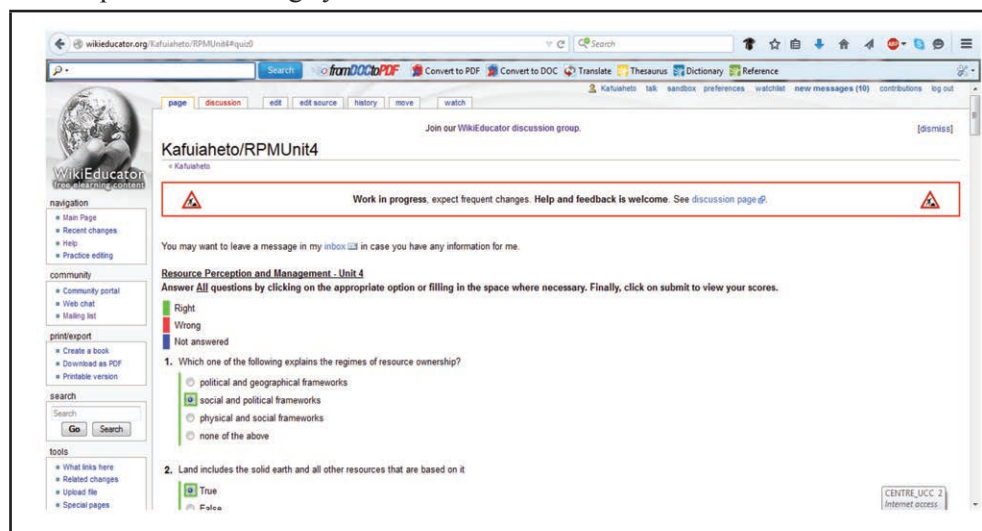 wikieducator.org/Kafuiaheto/RPMUnit4#quiz0
Search
Search
fromDOCtoPDF
Convert to PDF
Convert to DOC
Translate
Thesaurus
Dictionary
Reference
Kafuiaheto talk sandbox preferences watchlist new messages (10) contributions log out
page discussion edit edit source history move watch
Join our WikiEducator discussion group.
[dismiss]
WikiEducator
free elearning content
Kafuiaheto/RPMUnit4
< Kafuiaheto
Work in progress, expect frequent changes. Help and feedback is welcome. See discussion page.
You may want to leave a message in my inbox in case you have any information for me.
Resource Perception and Management - Unit 4
Answer All questions by clicking on the appropriate option or filling in the space where necessary. Finally, click on submit to view your scores.
Right
Wrong
Not answered
1. Which one of the following explains the regimes of resource ownership?
political and geographical frameworks
social and political frameworks
physical and social frameworks
none of the above
2. Land includes the solid earth and all other resources that are based on it
True
False
navigation
Main Page
Recent changes
Help
Practice editing
community
Community portal
Web chat
Mailing list
print/export
Create a book
Download as PDF
Printable version
search
Search
Go Search
tools
What links here
Related changes
Upload file
Special pages
CENTRE_UCC 2
Internet access